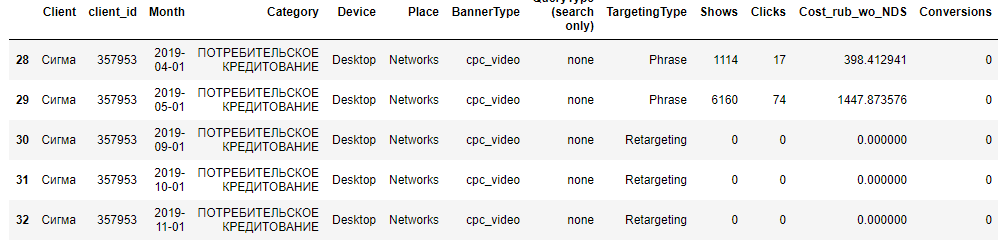 Client client_id Month Category Device Place BannerType QueryType (search only) TargetingType Shows Clicks Cost_rub_wo_NDS Conversions
28 Сигма 357953 2019-04-01 ПОТРЕБИТЕЛЬСКОЕ КРЕДИТОВАНИЕ Desktop Networks cpc_video none Phrase 1114 17 398.412941 0
29 Сигма 357953 2019-05-01 ПОТРЕБИТЕЛЬСКОЕ КРЕДИТОВАНИЕ Desktop Networks cpc_video none Phrase 6160 74 1447.873576 0
30 Сигма 357953 2019-09-01 ПОТРЕБИТЕЛЬСКОЕ КРЕДИТОВАНИЕ Desktop Networks cpc_video none Retargeting 0 0 0.000000 0
31 Сигма 357953 2019-10-01 ПОТРЕБИТЕЛЬСКОЕ КРЕДИТОВАНИЕ Desktop Networks cpc_video none Retargeting 0 0 0.000000 0
32 Сигма 357953 2019-11-01 ПОТРЕБИТЕЛЬСКОЕ КРЕДИТОВАНИЕ Desktop Networks cpc_video none Retargeting 0 0 0.000000 0